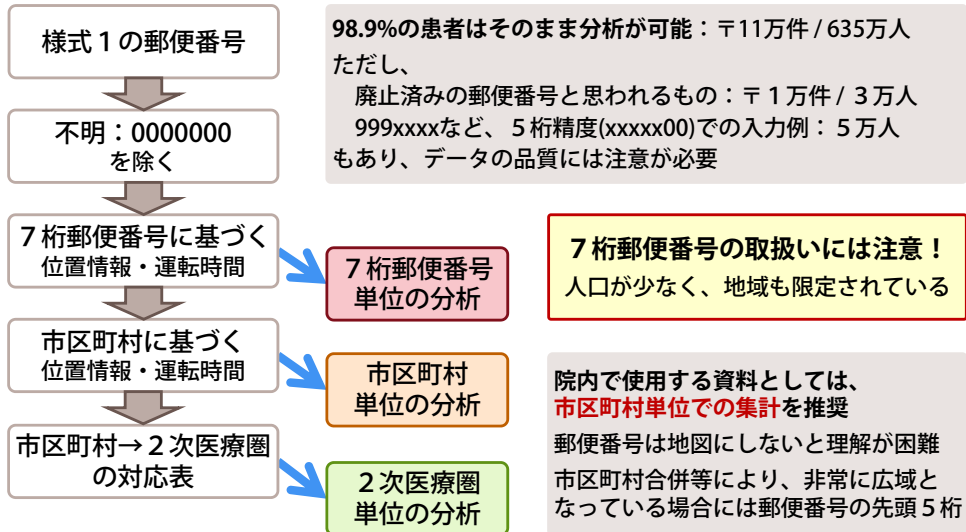 様式１の郵便番号
不明：0000000
を除く
７桁郵便番号に基づく
位置情報・運転時間
市区町村に基づく
位置情報・運転時間
市区町村→２次医療圏
の対応表
７桁郵便番号
単位の分析
市区町村
単位の分析
２次医療圏
単位の分析
98.9%の患者はそのまま分析が可能：〒11万件 / 635万人
ただし、
廃止済みの郵便番号と思われるもの：〒１万件 / ３万人
999xxxxなど、５桁精度(xxxxx00)での入力例：５万人
もあり、データの品質には注意が必要
７桁郵便番号の取扱いには注意！
人口が少なく、地域も限定されている
院内で使用する資料としては、
市区町村単位での集計を推奨
郵便番号は地図にしないと理解が困難
市区町村合併等により、非常に広域と
なっている場合には郵便番号の先頭５桁